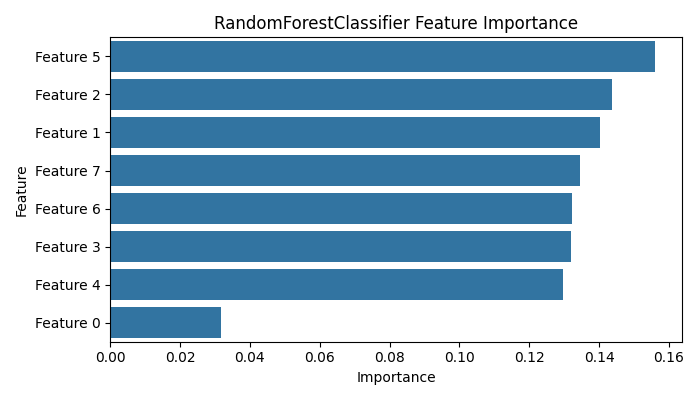 RandomForestClassifier Feature Importance
Feature 5
Feature 2
Feature 1
Feature 7
Feature 6
Feature 3
Feature 4
Feature 0
Feature
0.00 0.02 0.04 0.06 0.08 0.10 0.12 0.14 0.16
Importance